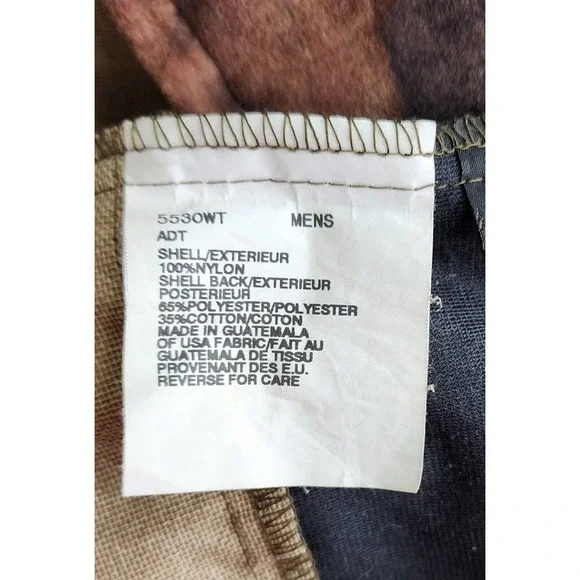 5530WT MENS
ADT
SHELL/EXTERIEUR
100%NYLON
SHELL BACK/EXTERIEUR
POSTERIEUR
65%POLYESTER/POLYESTER
35%COTTON/COTON
MADE IN GUATEMALA
OF USA FABRIC/FAIT AU
GUATEMALA DE TISSU
PROVENANT DES E.U.
REVERSE FOR CARE